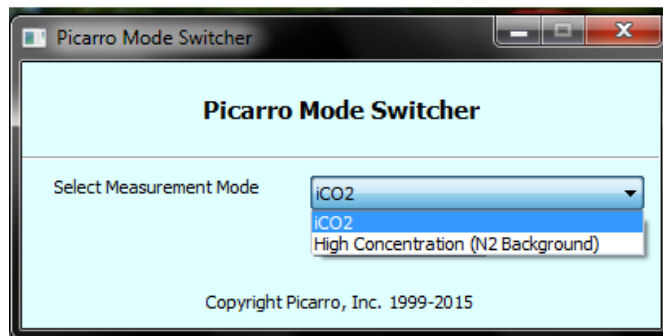 Picarro Mode Switcher
Picarro Mode Switcher
Select Measurement Mode iCO2
iCO2
High Concentration (N2 Background)
Copyright Picarro, Inc. 1999-2015